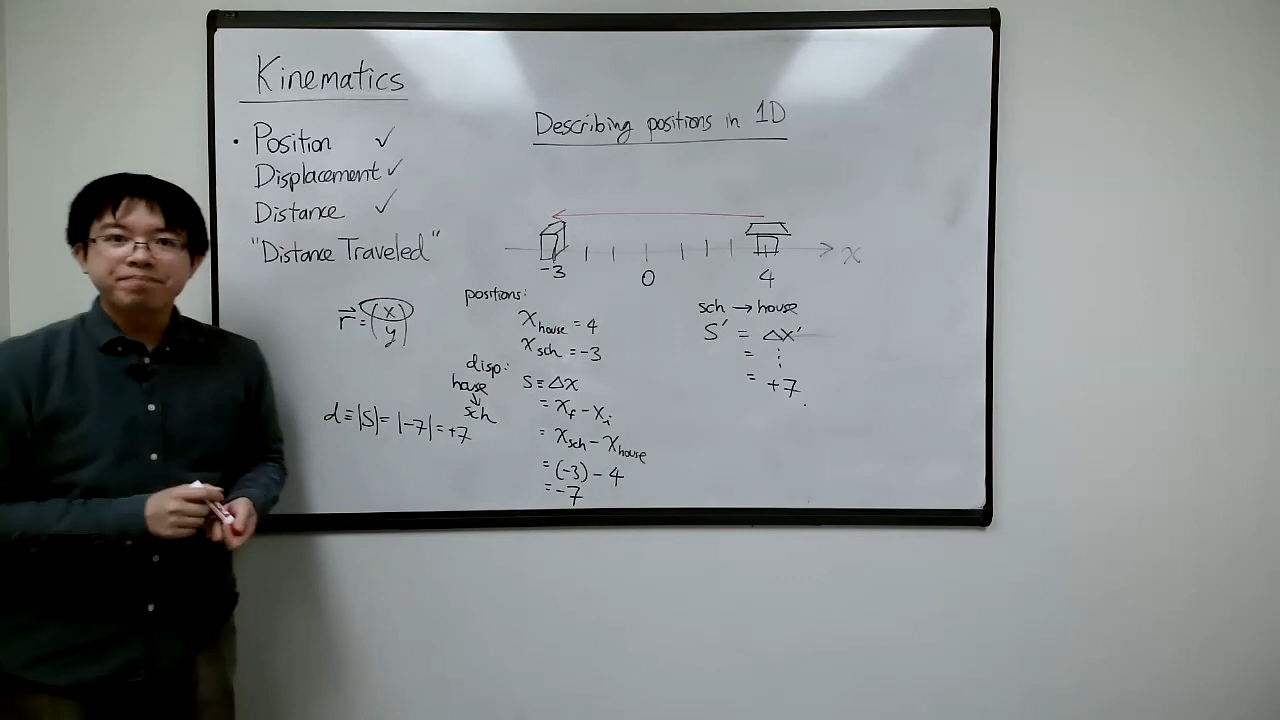 Kinematics
• Position ✓
Displacement ✓
Distance ✓
"Distance Traveled"
r⃗ = (x
y)
d ≡ |S| = |-7| = +7
Describing positions in 1D
-3 0 4 x
positions:
x_house = 4
x_sch = -3
disp:
house
↓
sch
S ≡ Δx
= x_f - x_i
= x_sch - x_house
= (-3) - 4
= -7
sch → house
S' = Δx'
= ⋮
= +7.